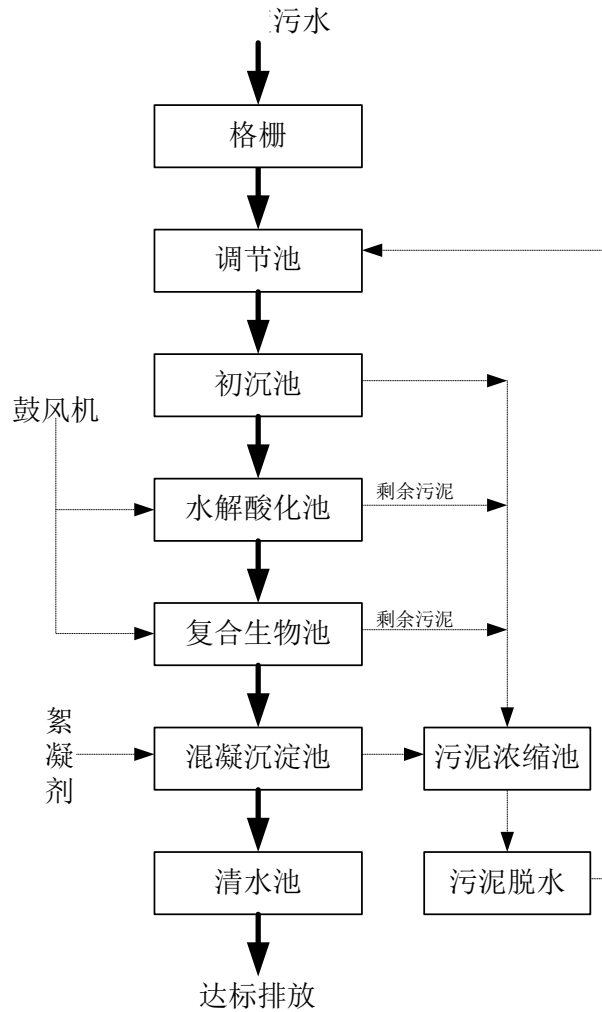 污水
格栅
调节池
初沉池
鼓风机
水解酸化池
剩余污泥
复合生物池
剩余污泥
絮凝剂
混凝沉淀池
污泥浓缩池
清水池
污泥脱水
达标排放